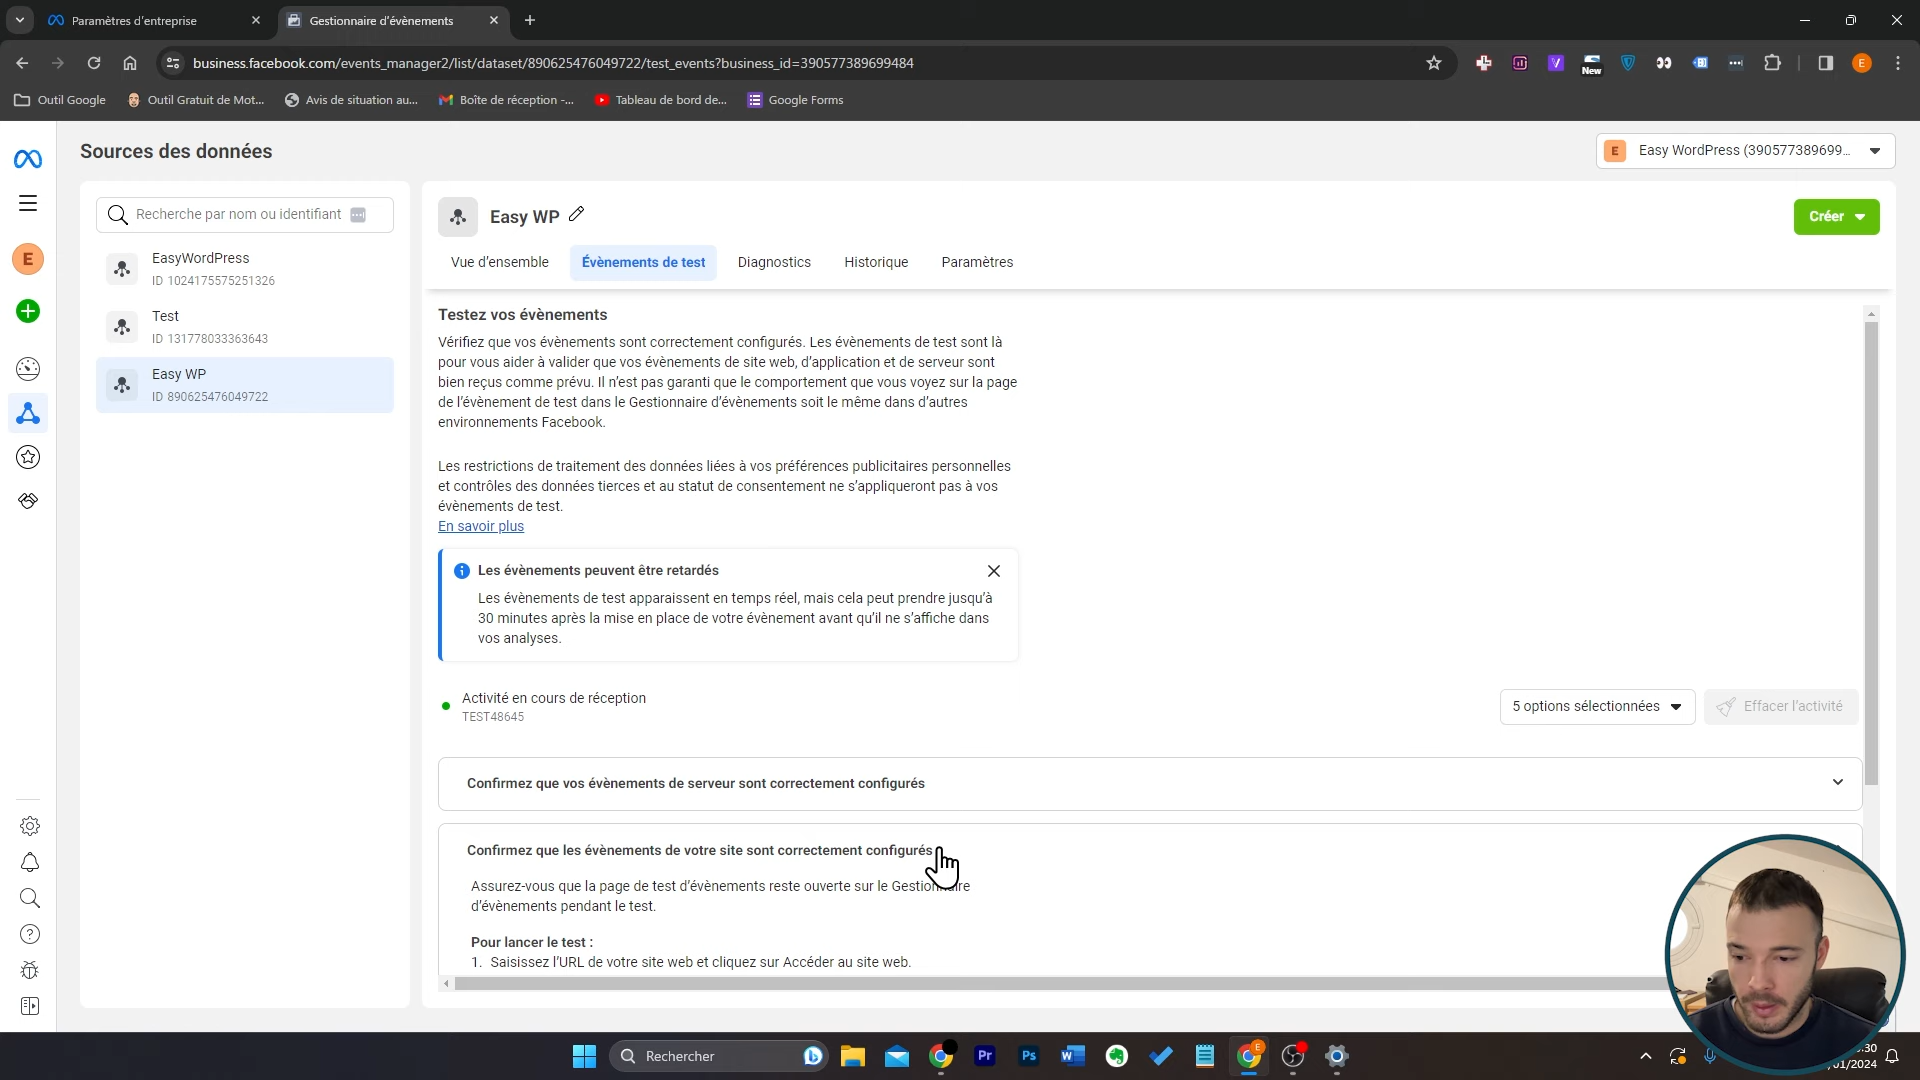 Paramètres d'entreprise
Gestionnaire d'évènements
business.facebook.com/events_manager2/list/dataset/890625476049722/test_events?business_id=390577389699484
New
E
Outil Google
Outil Gratuit de Mot...
Avis de situation au...
Boîte de réception -...
Tableau de bord de...
Google Forms
Sources des données
E
Easy WordPress (390577389699...
Recherche par nom ou identifiant
EasyWordPress
ID 1024175575251326
Test
ID 131778033363643
Easy WP
ID 890625476049722
E
Easy WP
Créer
Vue d'ensemble
Évènements de test
Diagnostics
Historique
Paramètres
Testez vos évènements
Vérifiez que vos évènements sont correctement configurés. Les évènements de test sont là
pour vous aider à valider que vos évènements de site web, d'application et de serveur sont
bien reçus comme prévu. Il n'est pas garanti que le comportement que vous voyez sur la page
de l'évènement de test dans le Gestionnaire d'évènements soit le même dans d'autres
environnements Facebook.
Les restrictions de traitement des données liées à vos préférences publicitaires personnelles
et contrôles des données tierces et au statut de consentement ne s'appliqueront pas à vos
évènements de test.
En savoir plus
Les évènements peuvent être retardés
Les évènements de test apparaissent en temps réel, mais cela peut prendre jusqu'à
30 minutes après la mise en place de votre évènement avant qu'il ne s'affiche dans
vos analyses.
Activité en cours de réception
TEST48645
5 options sélectionnées
Effacer l'activité
Confirmez que vos évènements de serveur sont correctement configurés
Confirmez que les évènements de votre site sont correctement configurés
Assurez-vous que la page de test d'évènements reste ouverte sur le Gestionnaire
d'évènements pendant le test.
Pour lancer le test :
1. Saisissez l'URL de votre site web et cliquez sur Accéder au site web.
Rechercher
Pr
Ps
E
:30
/01/2024